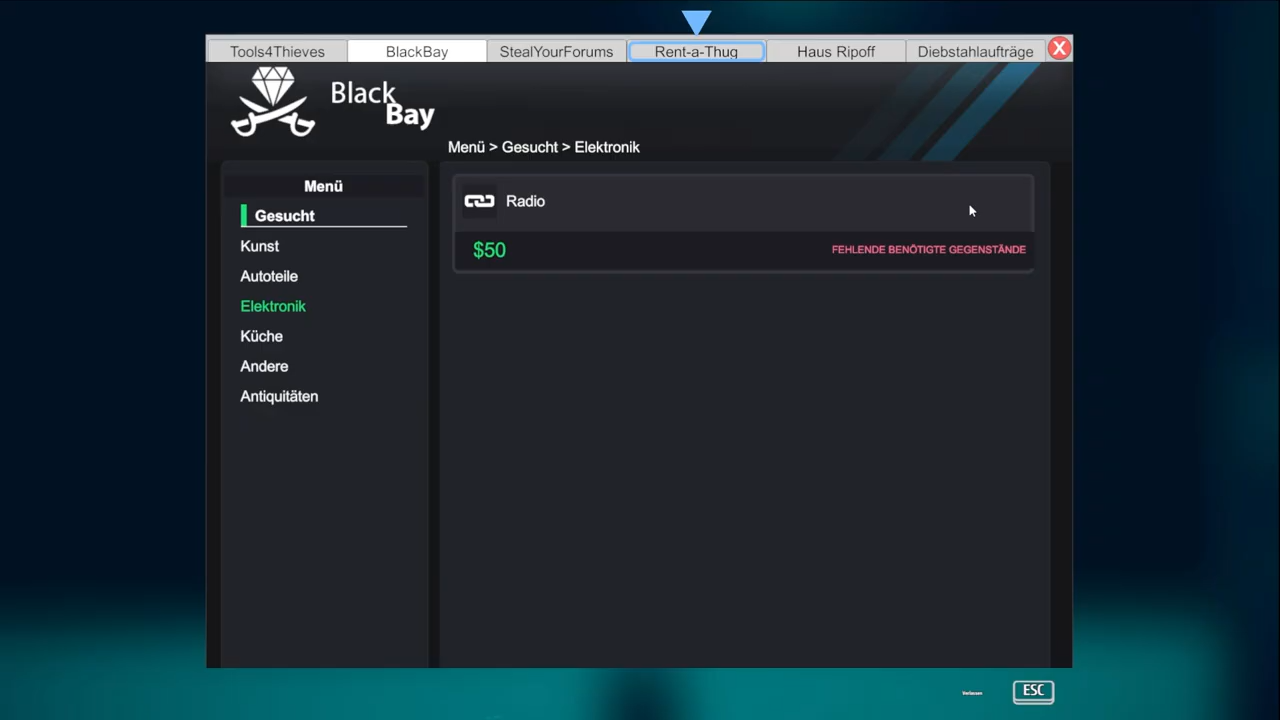 Tools4Thieves BlackBay StealYourForums Rent-a-Thug Haus Ripoff Diebstahlaufträge X
Black
Bay
Menü > Gesucht > Elektronik
Menü
Gesucht
Kunst
Autoteile
Elektronik
Küche
Andere
Antiquitäten
Radio
$50 FEHLENDE BENÖTIGTE GEGENSTÄNDE
Verlassen ESC